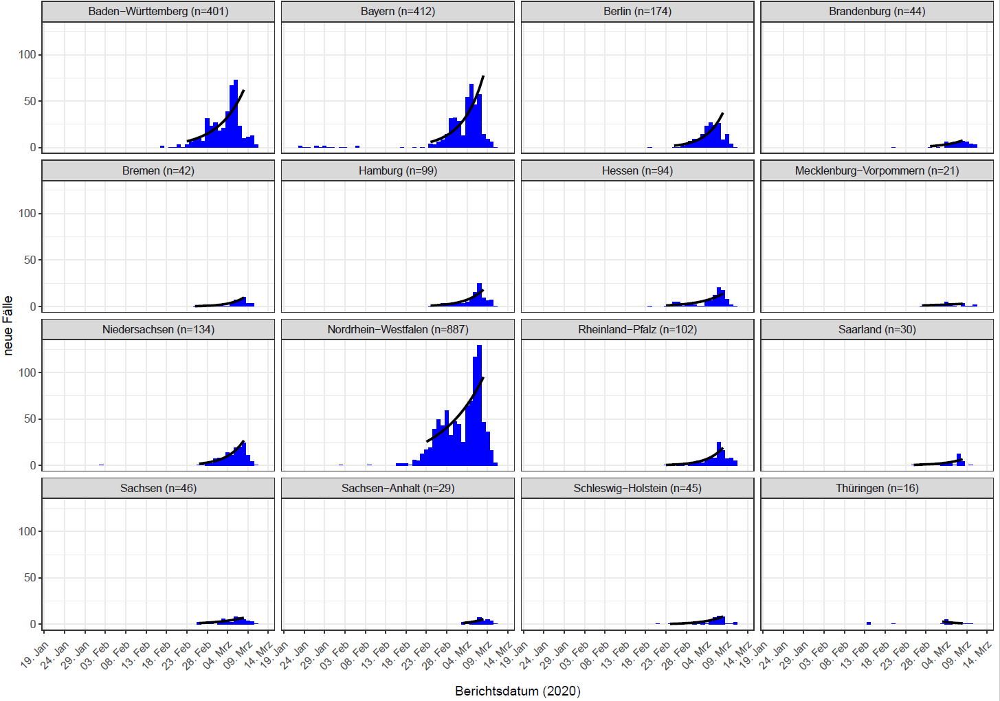 Baden−Württemberg (n=401)
Bayern (n=412)
Berlin (n=174)
Brandenburg (n=44)
100
50
0
Bremen (n=42)
Hamburg (n=99)
Hessen (n=94)
Mecklenburg−Vorpommern (n=21)
100
50
0
neue Fälle
Niedersachsen (n=134)
Nordrhein−Westfalen (n=887)
Rheinland−Pfalz (n=102)
Saarland (n=30)
100
50
0
Sachsen (n=46)
Sachsen−Anhalt (n=29)
Schleswig−Holstein (n=45)
Thüringen (n=16)
100
50
0
19. Jan
24. Jan
29. Jan
03. Feb
08. Feb
13. Feb
18. Feb
23. Feb
28. Feb
04. Mrz
09. Mrz
14. Mrz
19. Jan
24. Jan
29. Jan
03. Feb
08. Feb
13. Feb
18. Feb
23. Feb
28. Feb
04. Mrz
09. Mrz
14. Mrz
19. Jan
24. Jan
29. Jan
03. Feb
08. Feb
13. Feb
18. Feb
23. Feb
28. Feb
04. Mrz
09. Mrz
14. Mrz
19. Jan
24. Jan
29. Jan
03. Feb
08. Feb
13. Feb
18. Feb
23. Feb
28. Feb
04. Mrz
09. Mrz
14. Mrz
Berichtsdatum (2020)